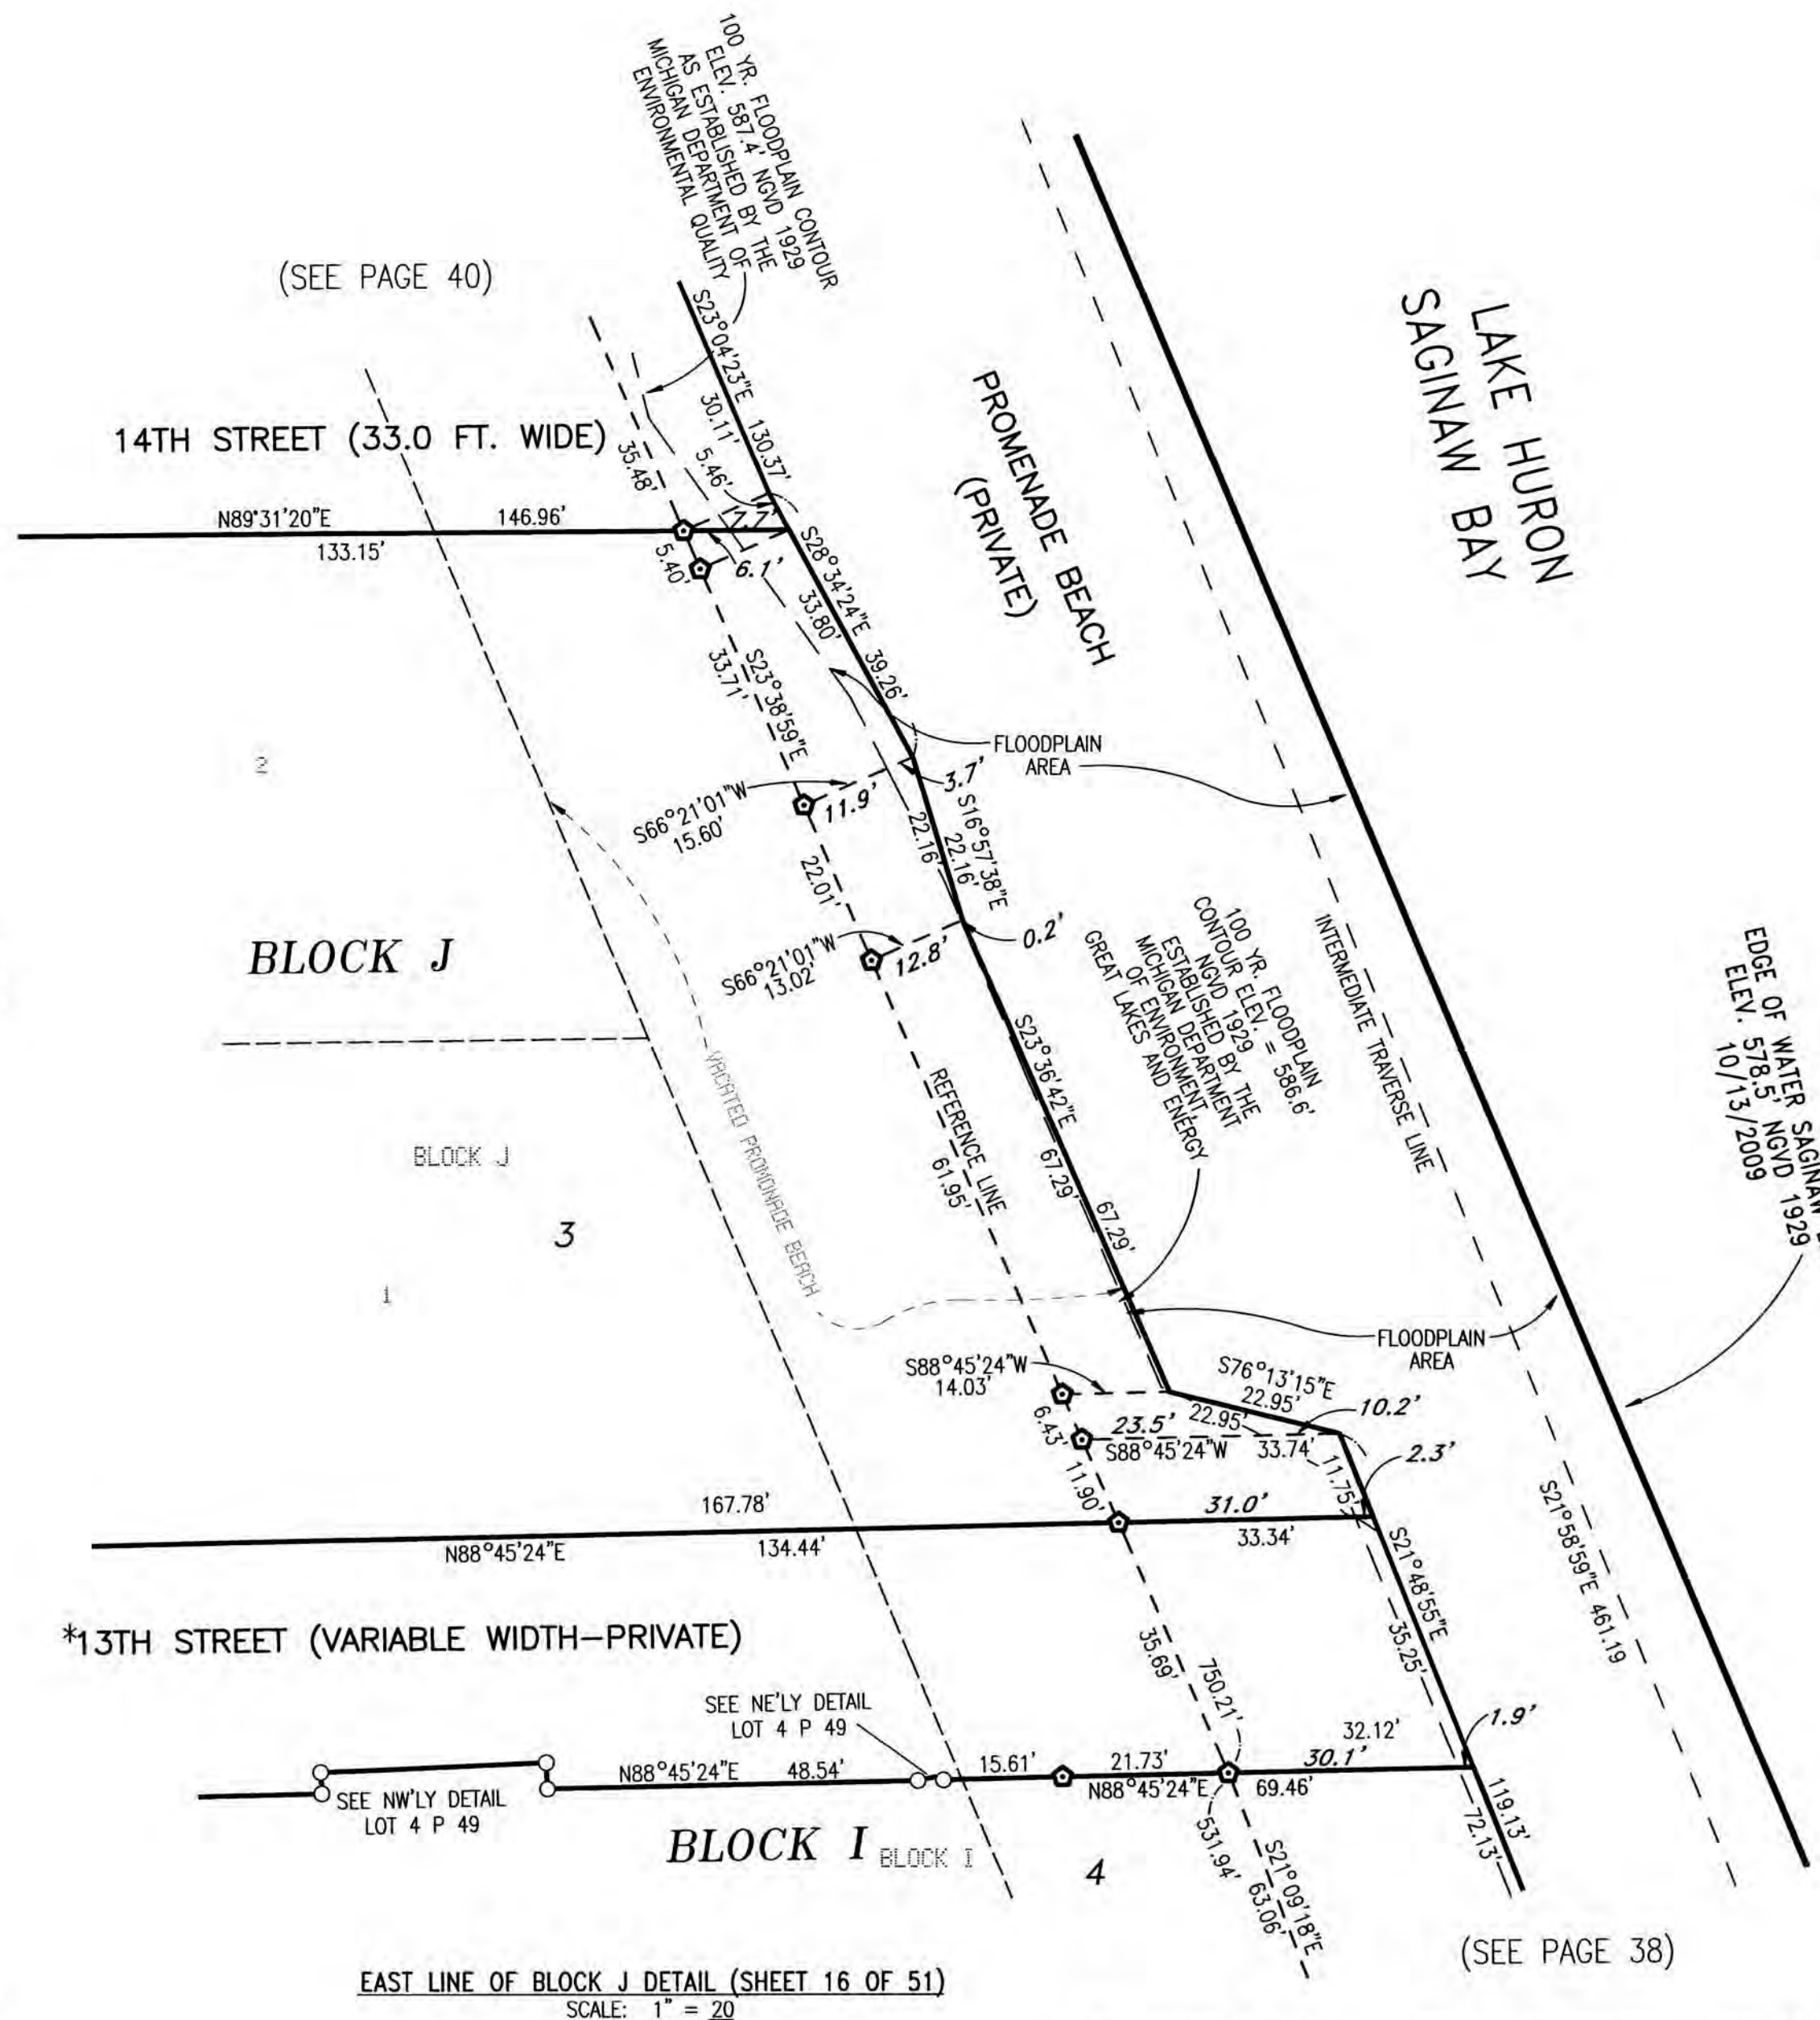 100 YR. FLOODPLAIN CONTOUR
ELEV. 587.4' NGVD 1929
AS ESTABLISHED BY THE
MICHIGAN DEPARTMENT OF
ENVIRONMENTAL QUALITY
(SEE PAGE 40)
LAKE HURON
SAGINAW BAY
S23°04'23"E
130.37'
30.11'
5.46'
35.48'
14TH STREET (33.0 FT. WIDE)
PROMENADE BEACH
(PRIVATE)
N89°31'20"E
146.96'
133.15'
17.7'
5.40'
6.1'
S28°34'24"E
39.26'
33.80'
S23°38'59"E
33.71'
2
FLOODPLAIN
AREA
3.7'
S66°21'01"W
15.60'
11.9'
S16°57'38"E
22.16'
22.16'
22.01'
0.2'
S66°21'01"W
13.02'
12.8'
BLOCK J
100 YR. FLOODPLAIN
CONTOUR ELEV. = 586.6'
NGVD 1929
ESTABLISHED BY THE
MICHIGAN DEPARTMENT
OF ENVIRONMENT,
GREAT LAKES AND ENERGY
INTERMEDIATE TRAVERSE LINE
EDGE OF WATER SAGINAW
ELEV. 578.5' NGVD 1929
10/13/2009
S23°36'42"E
67.29'
67.29'
REFERENCE LINE
61.95'
VACATED PROMONADE BEACH
BLOCK J
3
1
FLOODPLAIN
AREA
S88°45'24"W
14.03'
S76°13'15"E
22.95'
22.95'
10.2'
6.43'
23.5'
S88°45'24"W
33.74'
2.3'
11.90'
11.75'
167.78'
31.0'
N88°45'24"E
134.44'
33.34'
S21°48'55"E
35.25'
S21°58'59"E 461.19
*13TH STREET (VARIABLE WIDTH-PRIVATE)
35.69'
750.21'
SEE NE'LY DETAIL
LOT 4 P 49
32.12'
1.9'
N88°45'24"E
48.54'
15.61'
21.73'
30.1'
N88°45'24"E
69.46'
SEE NW'LY DETAIL
LOT 4 P 49
119.13'
72.13'
BLOCK I
BLOCK I
4
531.94'
S21°09'18"E
63.06'
(SEE PAGE 38)
EAST LINE OF BLOCK J DETAIL (SHEET 16 OF 51)
SCALE: 1" = 20